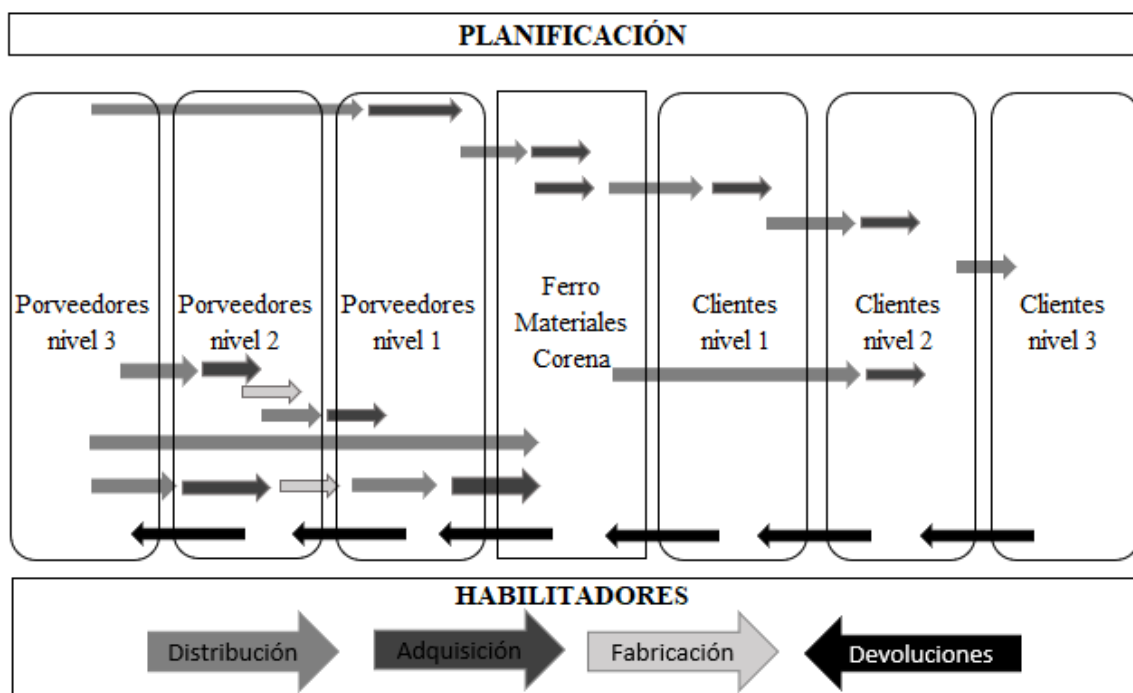 PLANIFICACIÓN
Porveedores
nivel 3
Porveedores
nivel 2
Porveedores
nivel 1
Ferro
Materiales
Corena
Clientes
nivel 1
Clientes
nivel 2
Clientes
nivel 3
HABILITADORES
Distribución
Adquisición
Fabricación
Devoluciones